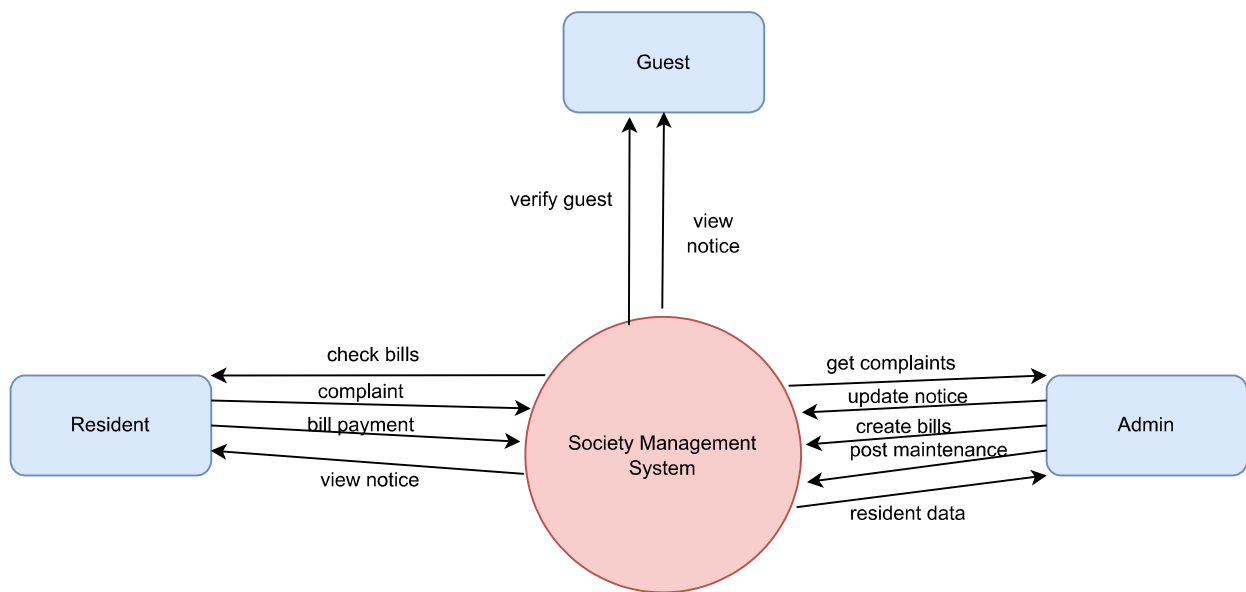 Guest
verify guest
view
notice
check bills
complaint
bill payment
view notice
Resident
Society Management
System
get complaints
update notice
create bills
post maintenance
resident data
Admin